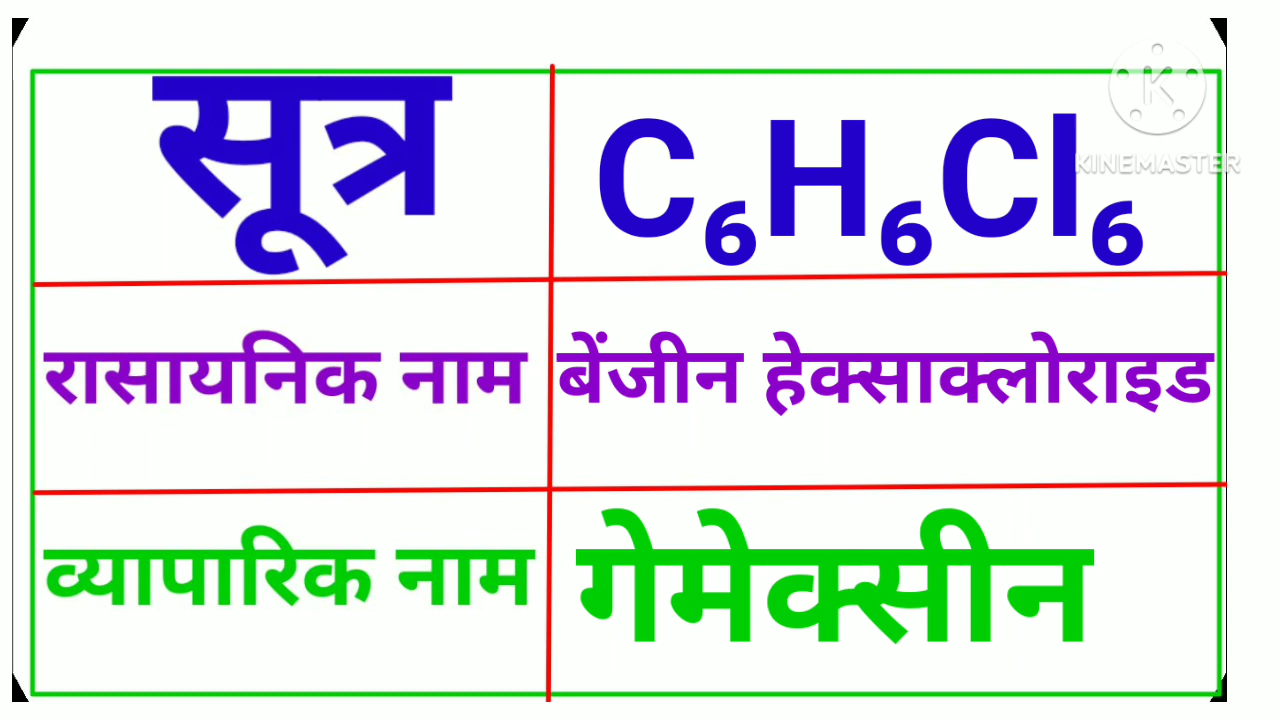 सूत्र C₆H₆Cl₆
KINEMASTER
रासायनिक नाम बेंजीन हेक्साक्लोराइड
व्यापारिक नाम गेमेक्सीन